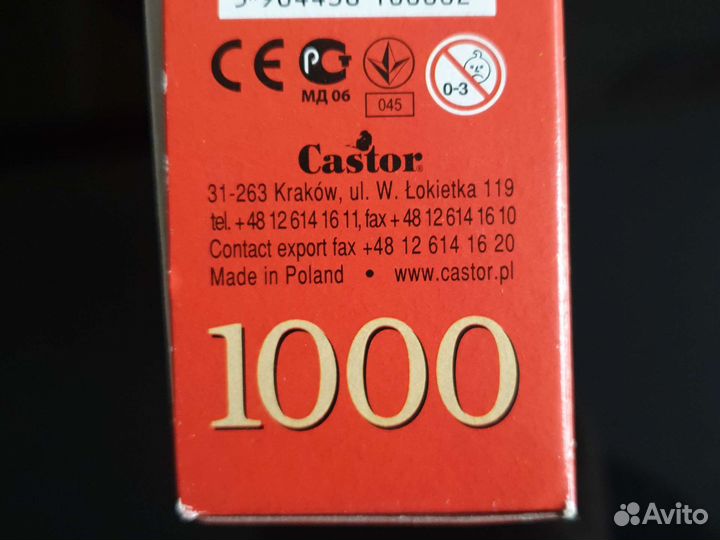 CE PCT
МД 06
045
0-3
Castor®
31-263 Kraków, ul. W. Łokietka 119
tel. +48 12 614 16 11, fax +48 12 614 16 10
Contact export fax +48 12 614 16 20
Made in Poland • www.castor.pl
1000
Avito